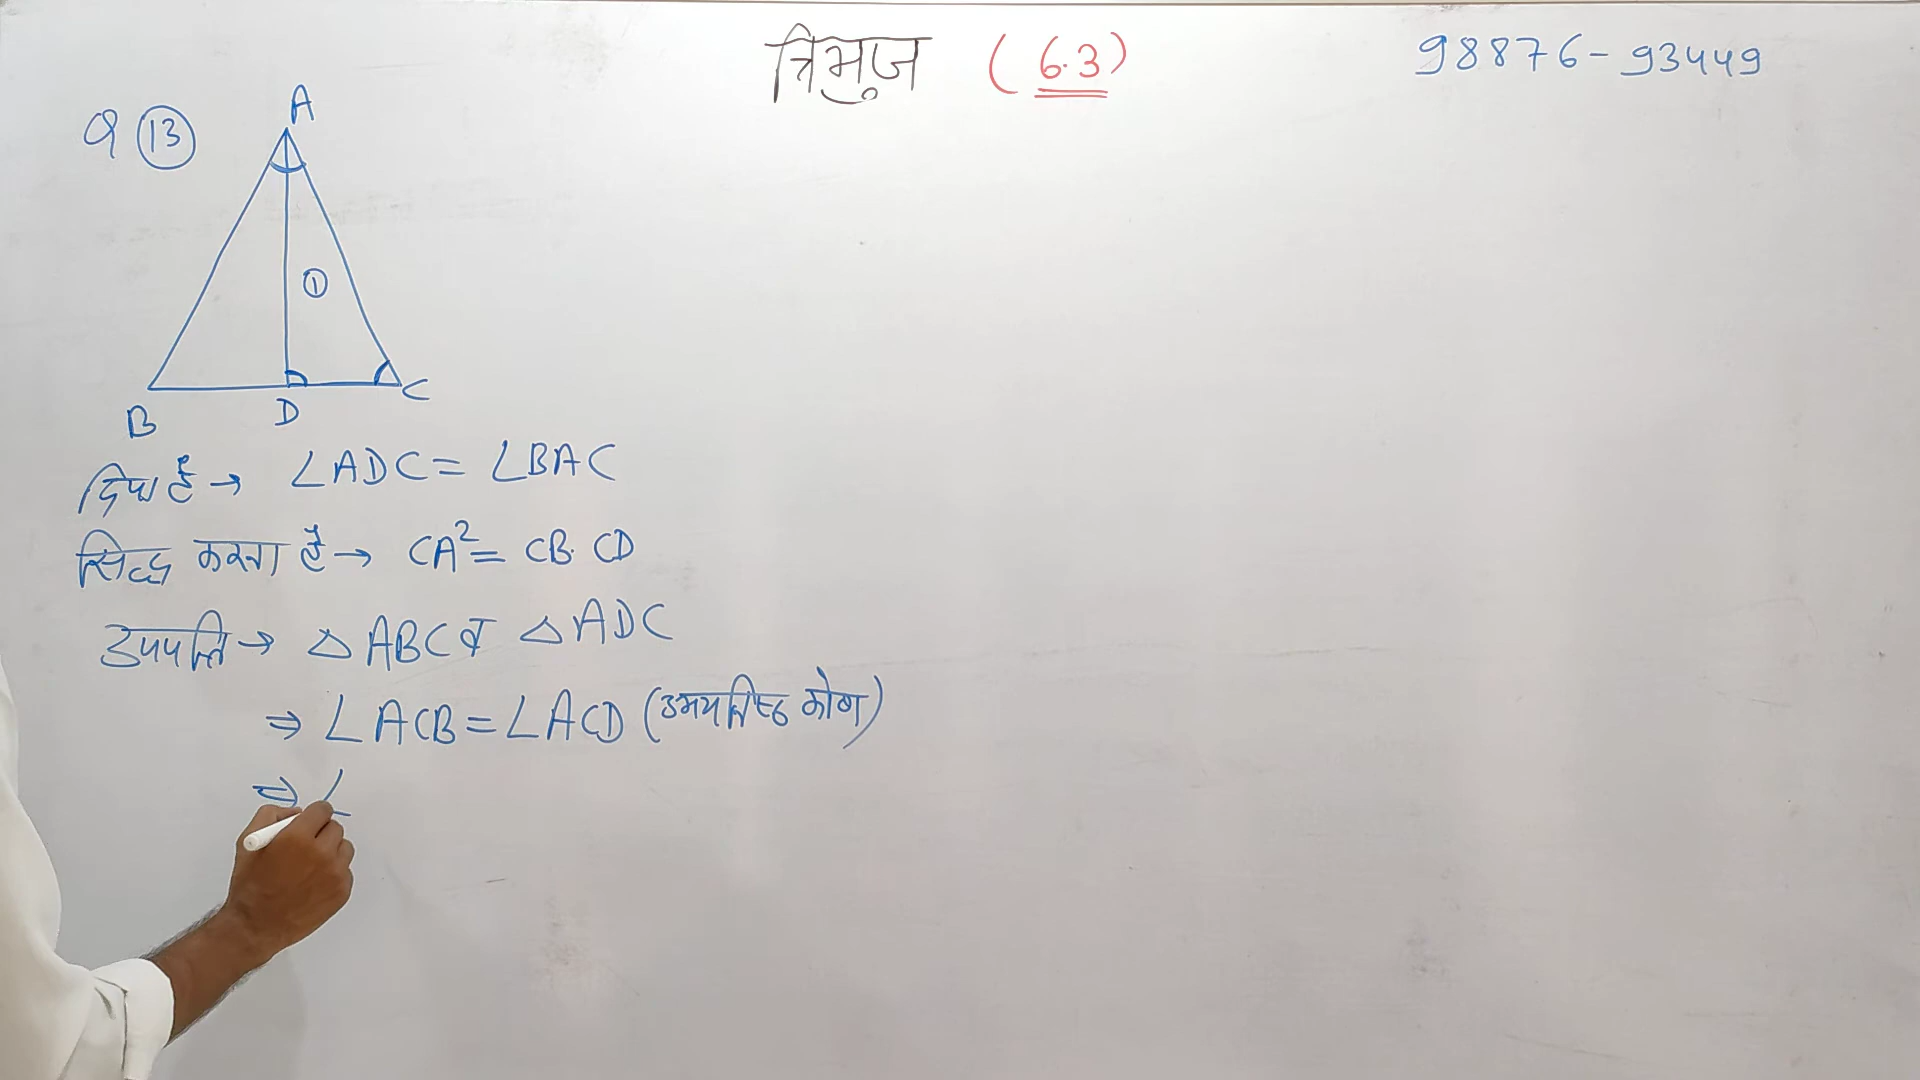 त्रिभुज (6.3)
98876-93449
Q 13
A
1
B D C
दिया है → ∠ADC = ∠BAC
सिद्ध करना है → CA² = CB·CD
उपपत्ति → △ABC व △ADC
⇒ ∠ACB = ∠ACD (उभयनिष्ठ कोण)
⇒ ∠